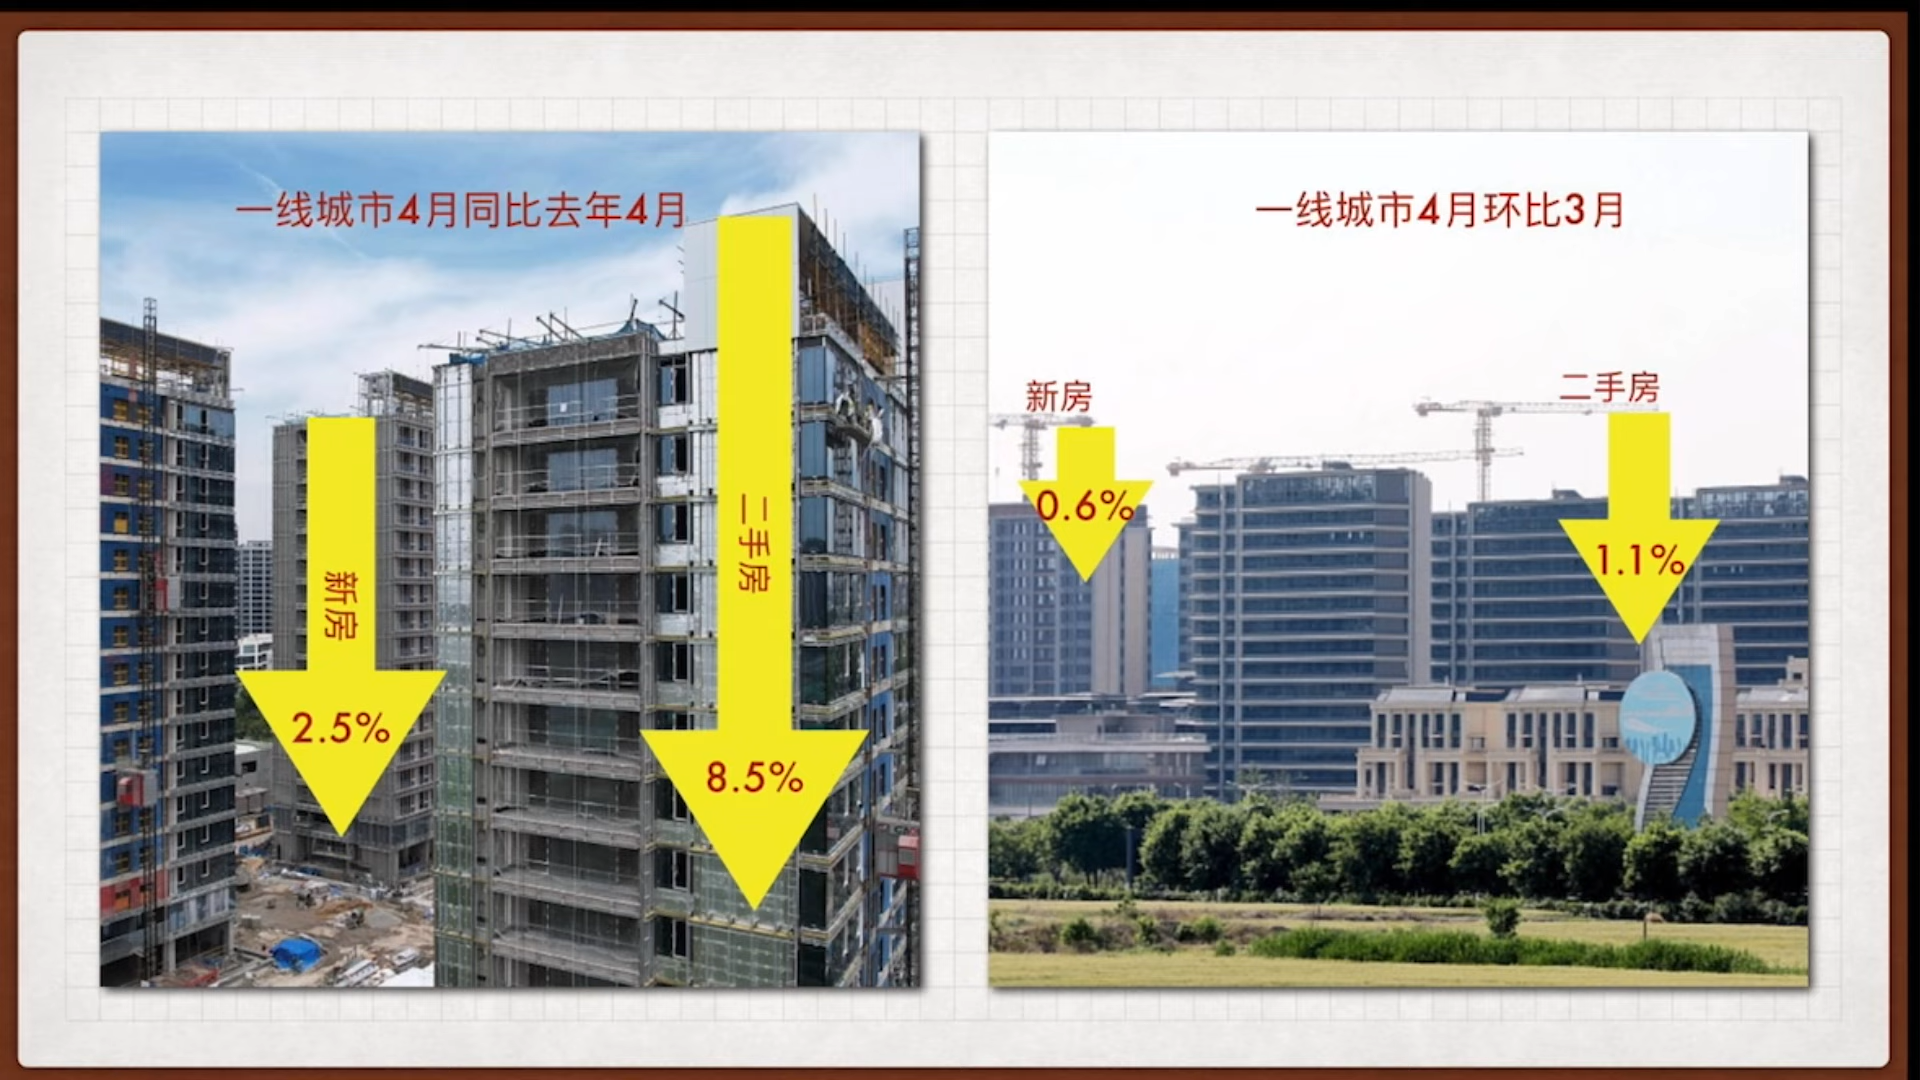 一线城市4月同比去年4月
新房
2.5%
二手房
8.5%
一线城市4月环比3月
新房
0.6%
二手房
1.1%